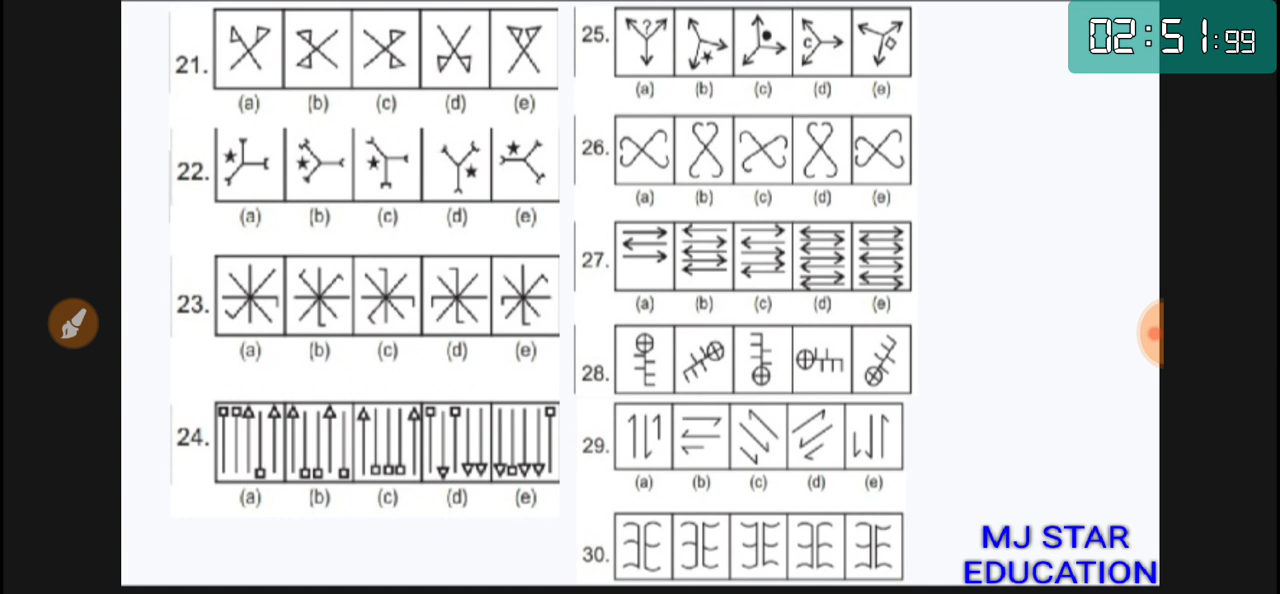 02:51:99
21.
(a) (b) (c) (d) (e)
22.
(a) (b) (c) (d) (e)
23.
(a) (b) (c) (d) (e)
24.
(a) (b) (c) (d) (e)
25.
?
c
(a) (b) (c) (d) (e)
26.
(a) (b) (c) (d) (e)
27.
(a) (b) (c) (d) (e)
28.
29.
(a) (b) (c) (d) (e)
30.
MJ STAR
EDUCATION